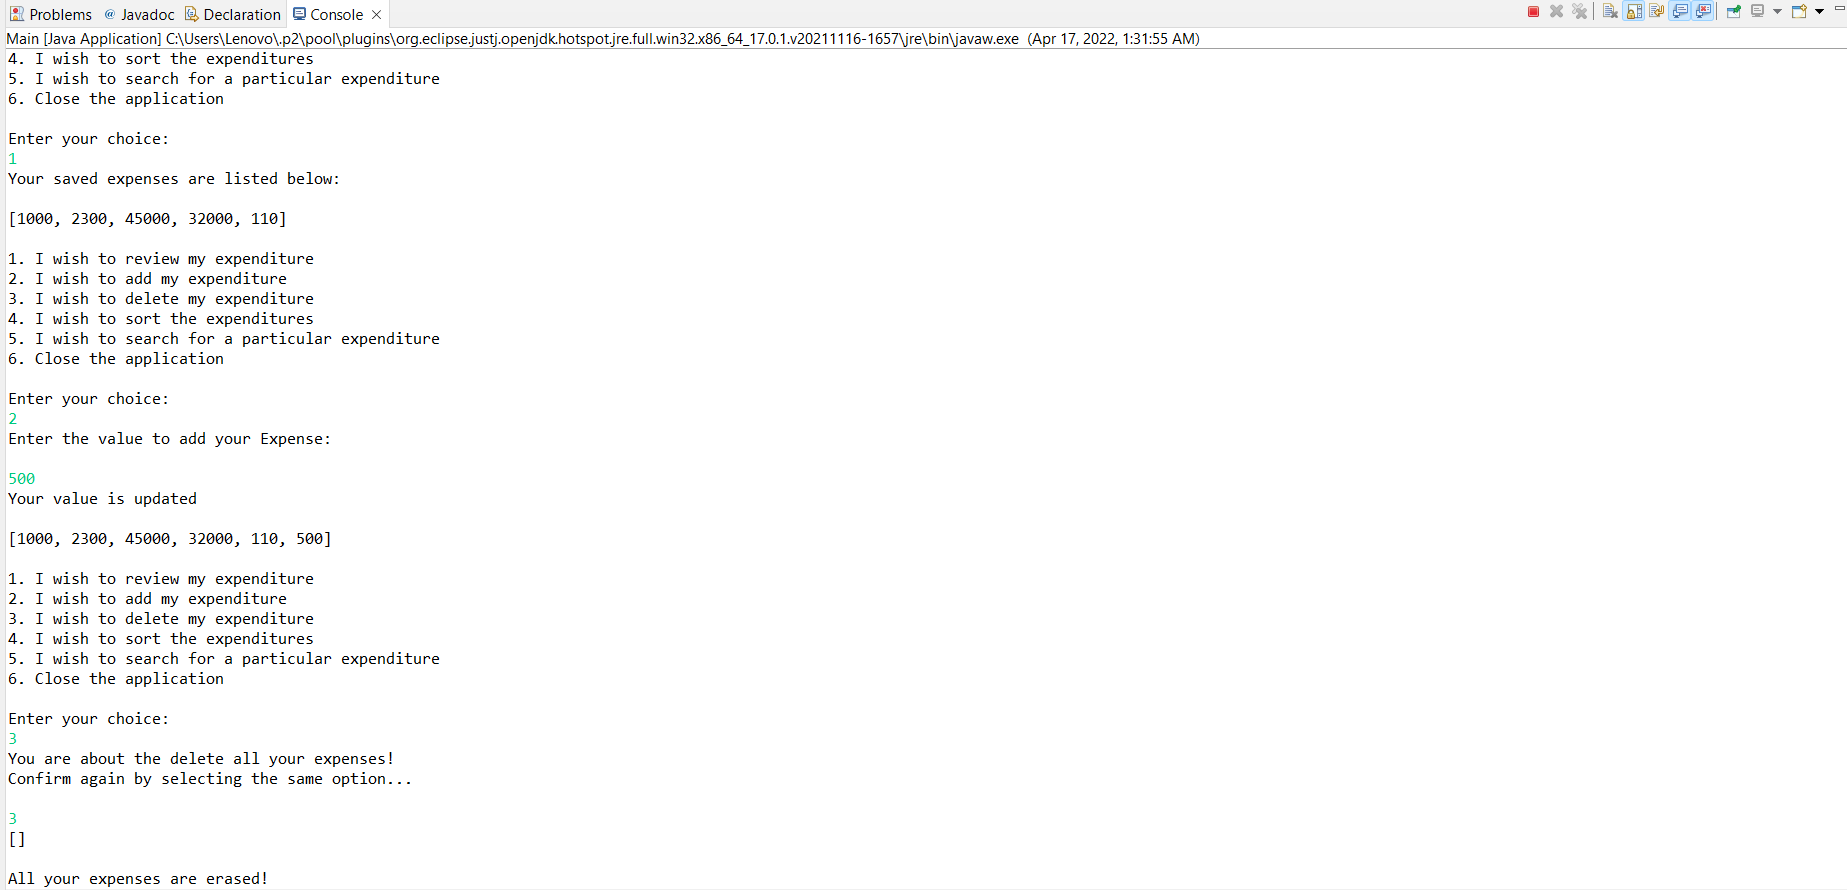 Problems @ Javadoc Declaration Console
Main [Java Application] C:\Users\Lenovo\.p2\pool\plugins\org.eclipse.justj.openjdk.hotspot.jre.full.win32.x86_64_17.0.1.v20211116-1657\jre\bin\javaw.exe (Apr 17, 2022, 1:31:55 AM)
4. I wish to sort the expenditures
5. I wish to search for a particular expenditure
6. Close the application
Enter your choice:
1
Your saved expenses are listed below:
[1000, 2300, 45000, 32000, 110]
1. I wish to review my expenditure
2. I wish to add my expenditure
3. I wish to delete my expenditure
4. I wish to sort the expenditures
5. I wish to search for a particular expenditure
6. Close the application
Enter your choice:
2
Enter the value to add your Expense:
500
Your value is updated
[1000, 2300, 45000, 32000, 110, 500]
1. I wish to review my expenditure
2. I wish to add my expenditure
3. I wish to delete my expenditure
4. I wish to sort the expenditures
5. I wish to search for a particular expenditure
6. Close the application
Enter your choice:
3
You are about the delete all your expenses!
Confirm again by selecting the same option...
3
[]
All your expenses are erased!